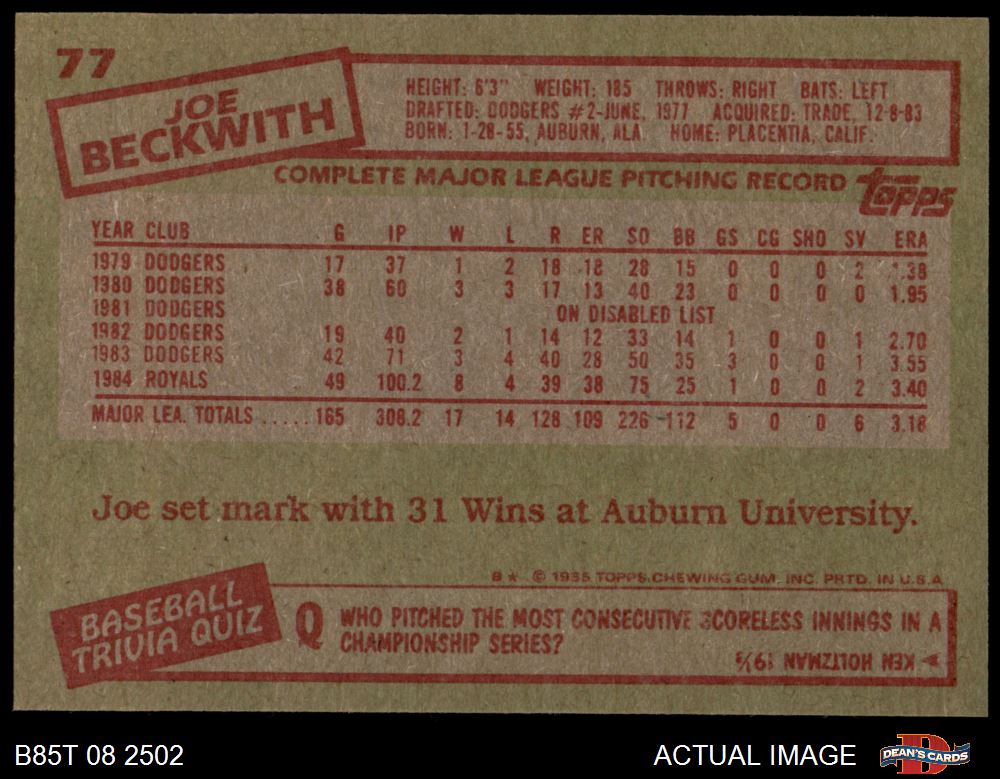 77
JOE
BECKWITH
HEIGHT: 6'3" WEIGHT: 185 THROWS: RIGHT BATS: LEFT
DRAFTED: DODGERS #2-JUNE, 1977 ACQUIRED: TRADE, 12-8-83
BORN: 1-28-55, AUBURN, ALA. HOME: PLACENTIA, CALIF.
COMPLETE MAJOR LEAGUE PITCHING RECORD topps
YEAR CLUB G IP W L R ER SO BB GS CG SHO SV ERA
1979 DODGERS 17 37 1 2 18 18 28 15 0 0 0 2 .38
1980 DODGERS 38 60 3 3 17 13 40 23 0 0 0 0 1.95
1981 DODGERS ON DISABLED LIST
1982 DODGERS 19 40 2 1 14 12 33 14 1 0 0 1 2.70
1983 DODGERS 42 71 3 4 40 28 50 35 3 0 0 1 3.55
1984 ROYALS 49 100.2 8 4 39 38 75 25 1 0 0 2 3.40
MAJOR LEA. TOTALS ..... 165 308.2 17 14 128 109 226 112 5 0 0 6 3.18
Joe set mark with 31 Wins at Auburn University.
B* © 1985 TOPPS CHEWING GUM, INC. PRTD. IN U.S.A.
BASEBALL
TRIVIA QUIZ
Q WHO PITCHED THE MOST CONSECUTIVE SCORELESS INNINGS IN A
CHAMPIONSHIP SERIES?
KEN HOLTZMAN 19⅓
B85T 08 2502
ACTUAL IMAGE
DEAN'S CARDS